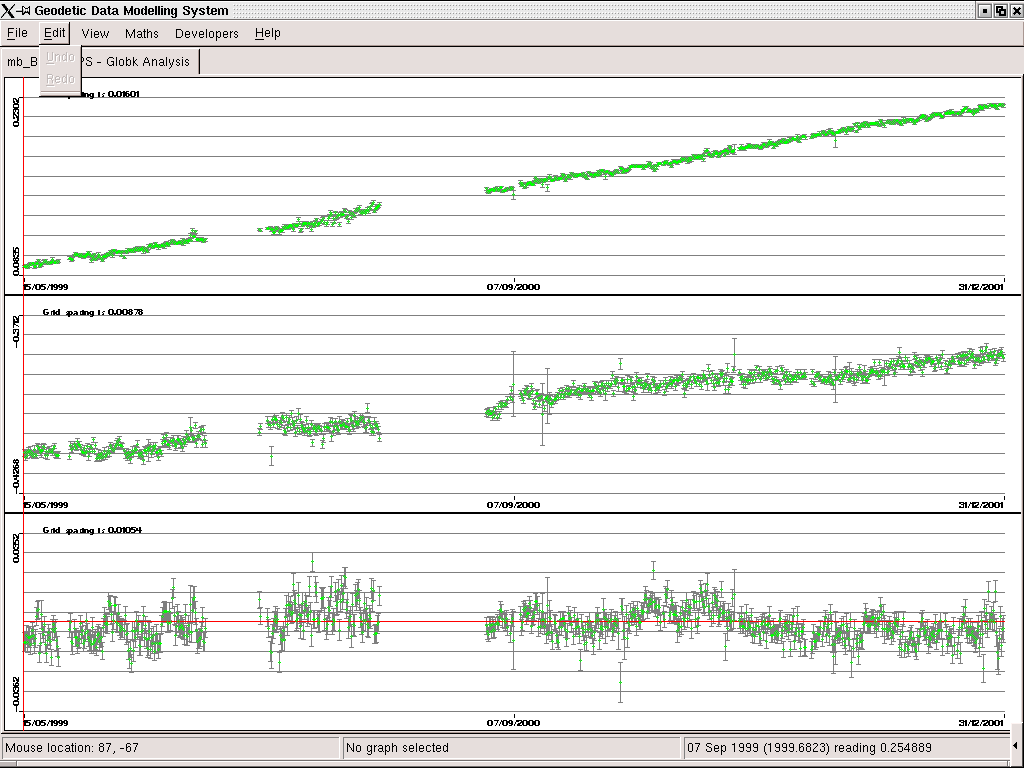 Geodetic Data Modelling System
File Edit View Maths Developers Help
Undo
Redo
mb_B PS - Globk Analysis
ng is 0.01601
0.2302
0.0835
15/05/1999 07/09/2000 31/12/2001
Grid spacing is 0.00878
-0.3712
-0.4268
15/05/1999 07/09/2000 31/12/2001
Grid spacing is 0.01054
0.0352
-0.0362
15/05/1999 07/09/2000 31/12/2001
Mouse location: 87, -67
No graph selected
07 Sep 1999 (1999.6823) reading 0.254889